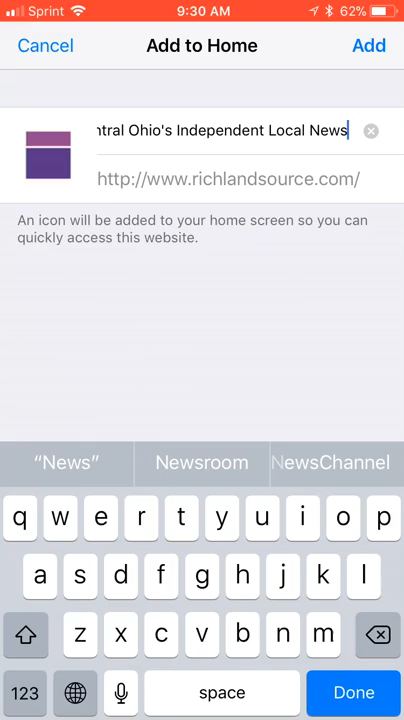 Sprint 9:30 AM 62%
Cancel Add to Home Add
ntral Ohio's Independent Local News
http://www.richlandsource.com/
An icon will be added to your home screen so you can
quickly access this website.
“News” Newsroom NewsChannel
q w e r t y u i o p
a s d f g h j k l
z x c v b n m
123 space Done